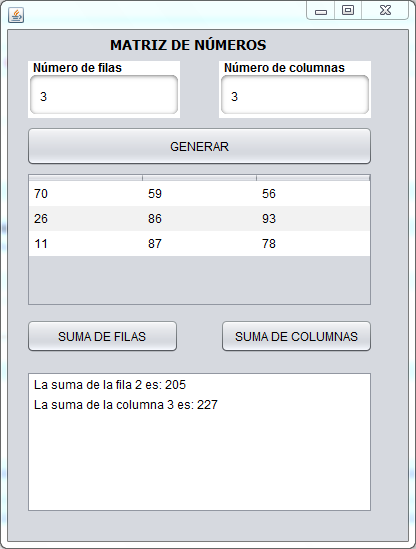 MATRIZ DE NÚMEROS
Número de filas Número de columnas
3 3
GENERAR
70 59 56
26 86 93
11 87 78
SUMA DE FILAS SUMA DE COLUMNAS
La suma de la fila 2 es: 205
La suma de la columna 3 es: 227